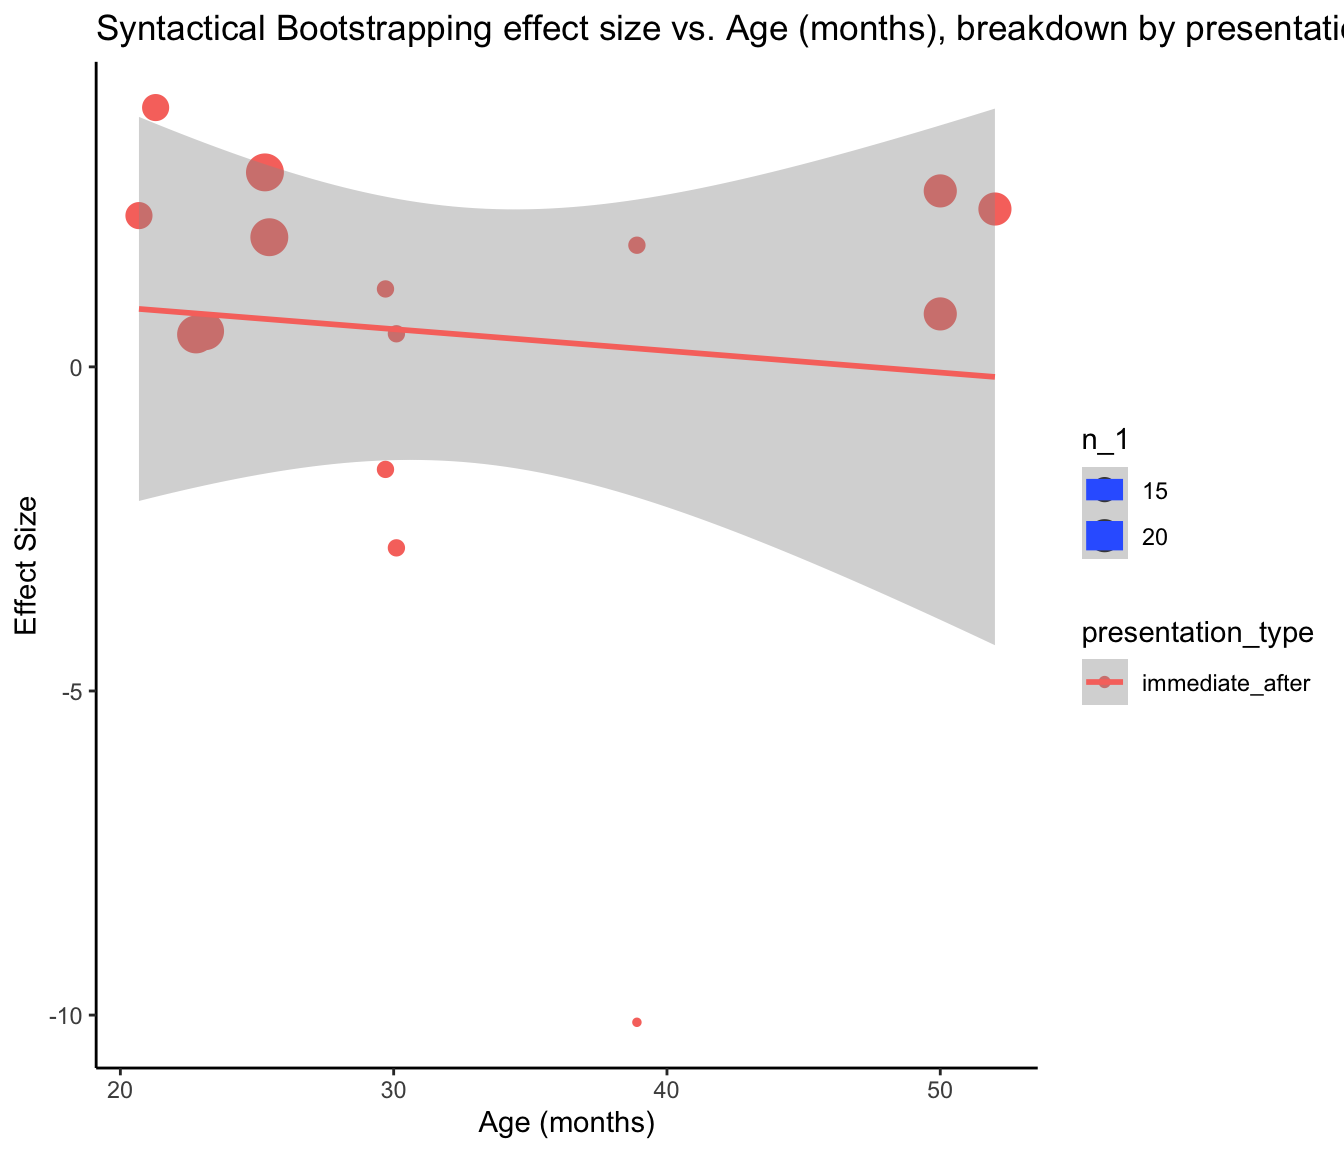 Syntactical Bootstrapping effect size vs. Age (months), breakdown by
0
-5
-10
Effect Size
20 30 40 50
Age (months)
n_1
15
20
presentation_type
immediate_after